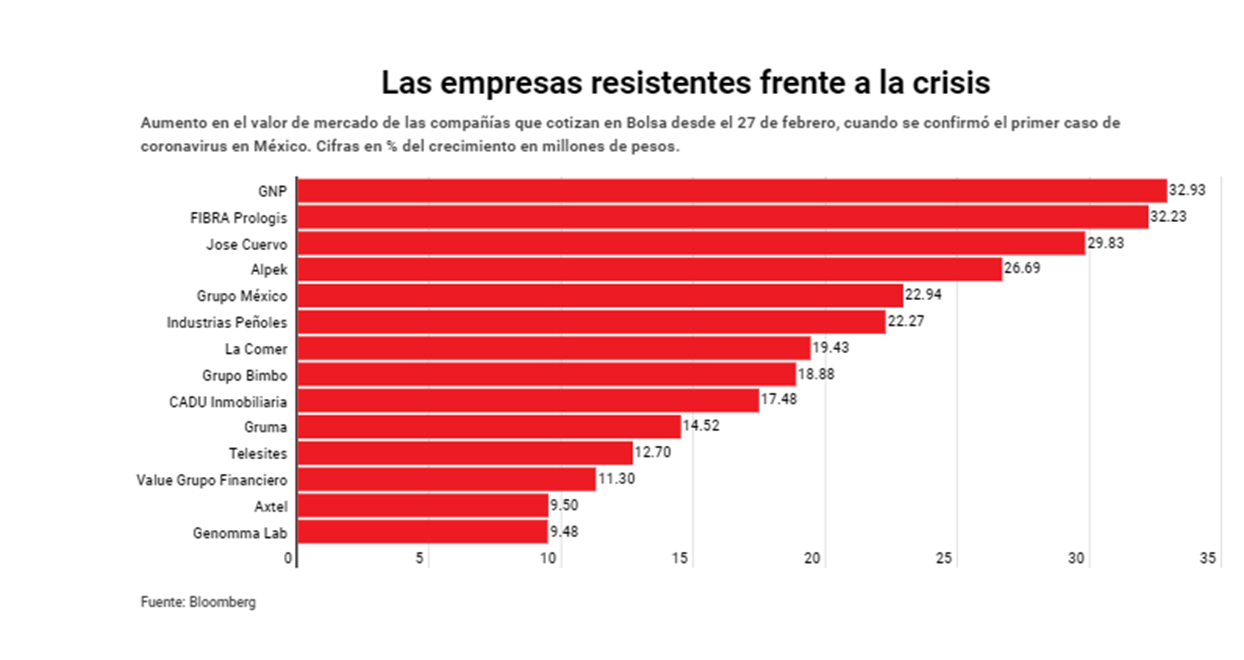 Las empresas resistentes frente a la crisis
Aumento en el valor de mercado de las compañías que cotizan en Bolsa desde el 27 de febrero, cuando se confirmó el primer caso de
coronavirus en México. Cifras en % del crecimiento en millones de pesos.
GNP 32.93
FIBRA Prologis 32.23
Jose Cuervo 29.83
Alpek 26.69
Grupo México 22.94
Industrias Peñoles 22.27
La Comer 19.43
Grupo Bimbo 18.88
CADU Inmobiliaria 17.48
Gruma 14.52
Telesites 12.70
Value Grupo Financiero 11.30
Axtel 9.50
Genomma Lab 9.48
0 5 10 15 20 25 30 35
Fuente: Bloomberg